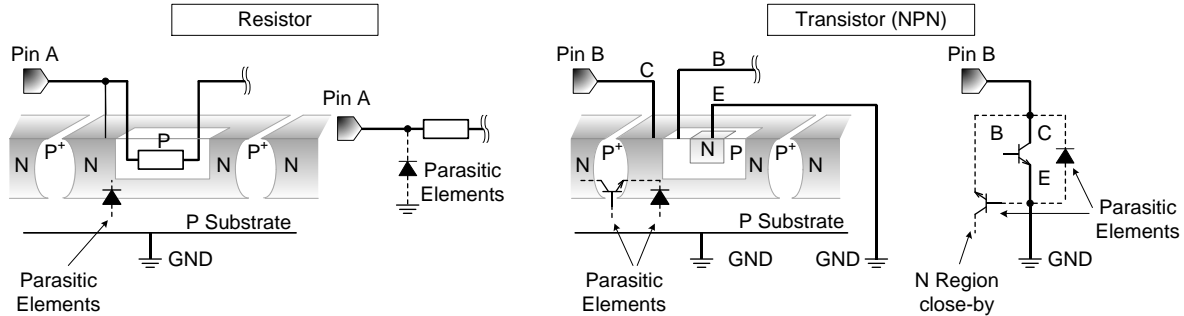 Resistor
Transistor (NPN)
Pin A
Pin A
N
P+
N
P
N
P+
N
Parasitic
Elements
P Substrate
GND
Parasitic
Elements
Pin B
C
B
E
N
P+
N
N
P
N
P+
N
P Substrate
GND
GND
Parasitic
Elements
Pin B
B
C
E
Parasitic
Elements
N Region
close-by